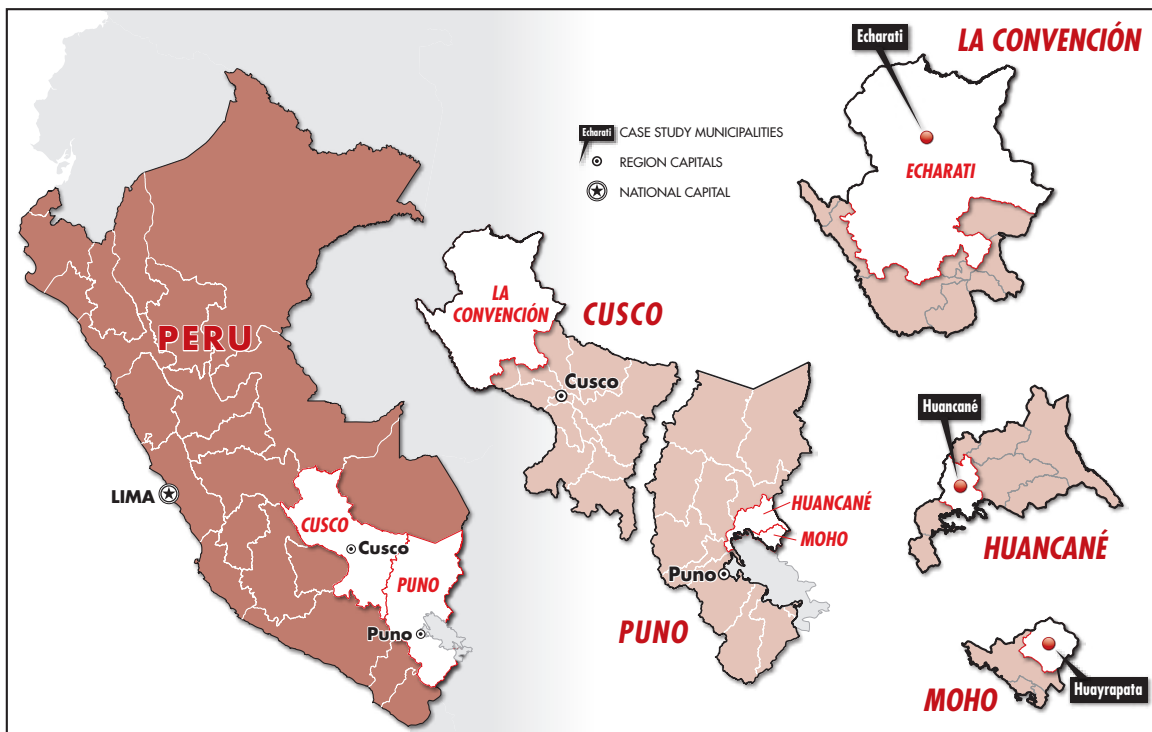 PERU
LIMA
CUSCO
Cusco
PUNO
Puno
Echarati CASE STUDY MUNICIPALITIES
REGION CAPITALS
NATIONAL CAPITAL
LA
CONVENCIÓN
CUSCO
Cusco
HUANCANÉ
MOHO
Puno
PUNO
Echarati
LA CONVENCIÓN
ECHARATI
Huancané
HUANCANÉ
Huayrapata
MOHO